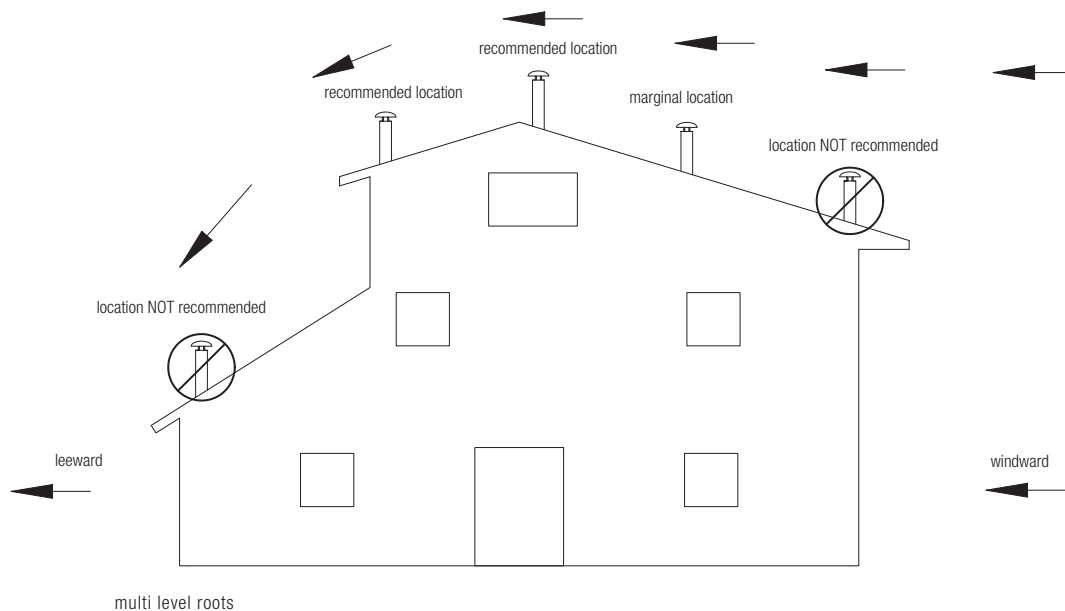 recommended location
recommended location
marginal location
location NOT recommended
location NOT recommended
leeward
windward
multi level roots